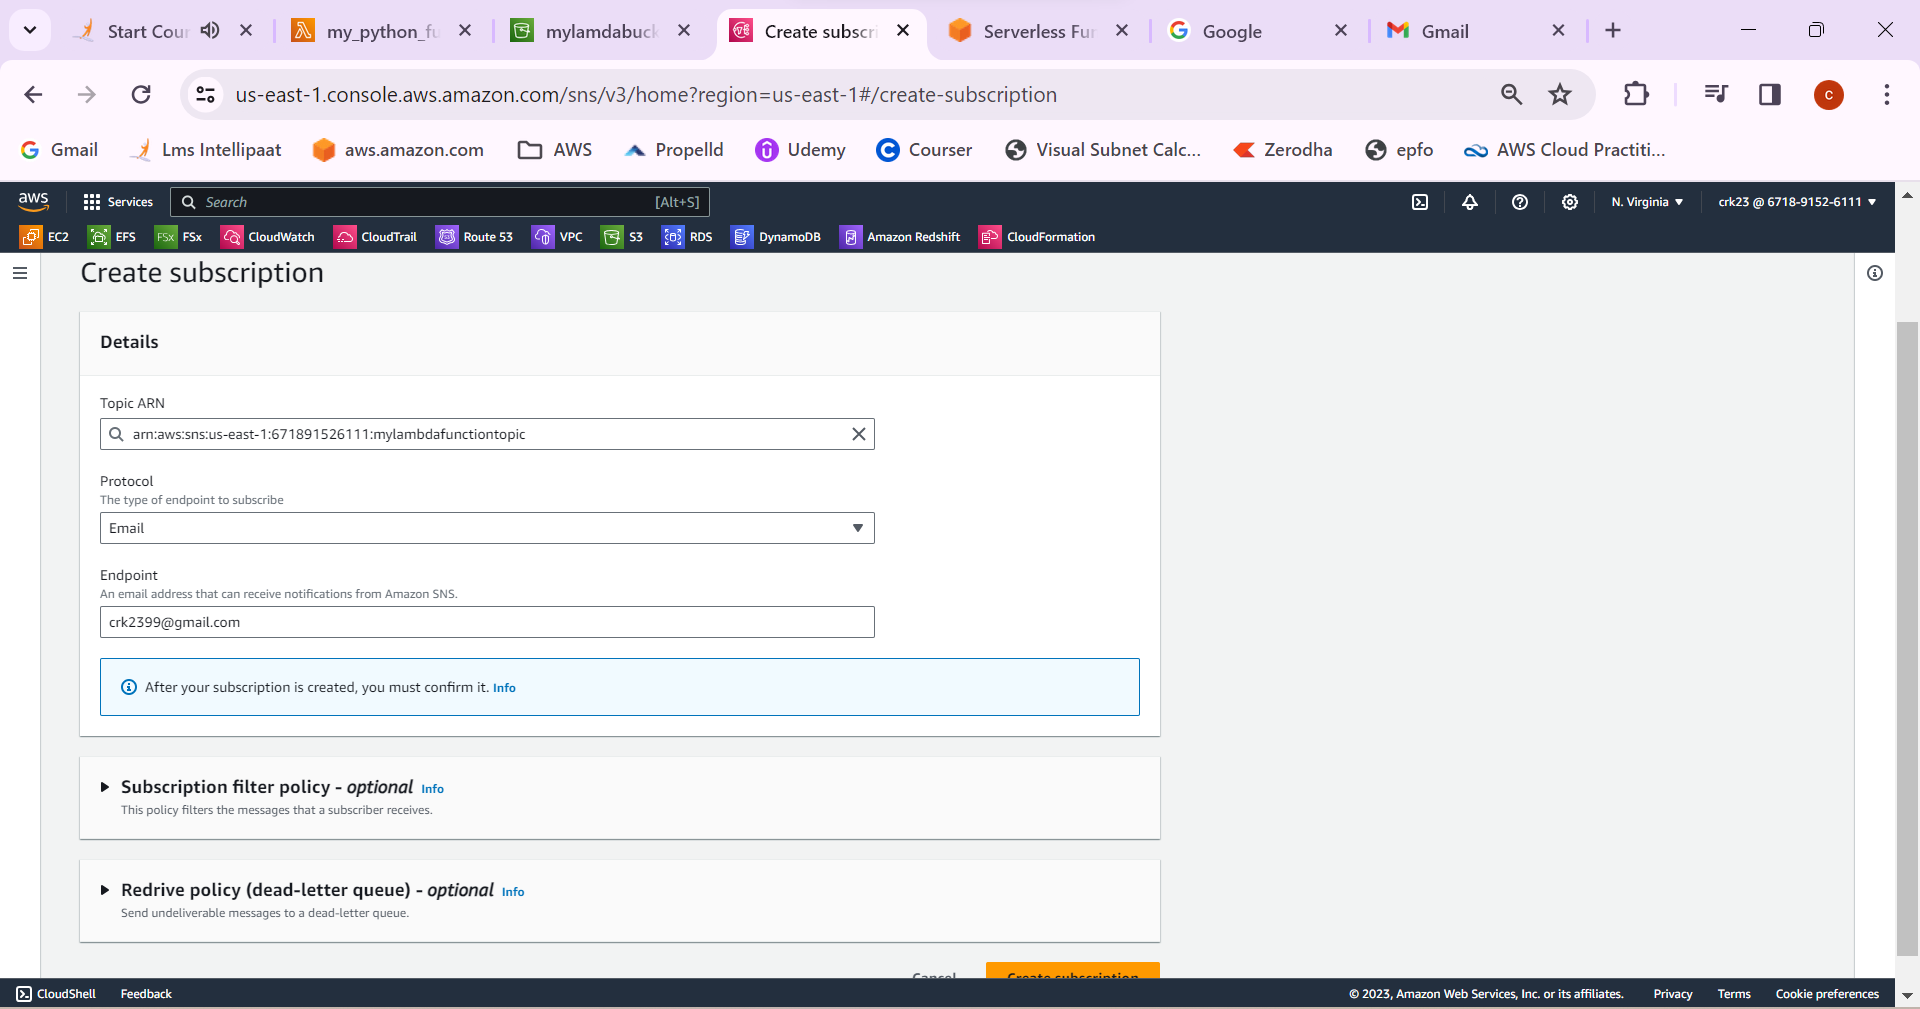 Start Cour
my_python_fu
mylamdabuck
Create subscri
Serverless Fur
Google
Gmail
us-east-1.console.aws.amazon.com/sns/v3/home?region=us-east-1#/create-subscription
c
Gmail
Lms Intellipaat
aws.amazon.com
AWS
Propelld
Udemy
Courser
Visual Subnet Calc...
Zerodha
epfo
AWS Cloud Practiti...
aws
Services
Search
[Alt+S]
N. Virginia
crk23 @ 6718-9152-6111
EC2
EFS
FSx FSx
CloudWatch
CloudTrail
Route 53
VPC
S3
RDS
DynamoDB
Amazon Redshift
CloudFormation
Create subscription
Details
Topic ARN
arn:aws:sns:us-east-1:671891526111:mylambdafunctiontopic
Protocol
The type of endpoint to subscribe
Email
Endpoint
An email address that can receive notifications from Amazon SNS.
crk2399@gmail.com
After your subscription is created, you must confirm it. Info
Subscription filter policy - optional Info
This policy filters the messages that a subscriber receives.
Redrive policy (dead-letter queue) - optional Info
Send undeliverable messages to a dead-letter queue.
Cancel
Create subscription
CloudShell
Feedback
© 2023, Amazon Web Services, Inc. or its affiliates.
Privacy
Terms
Cookie preferences